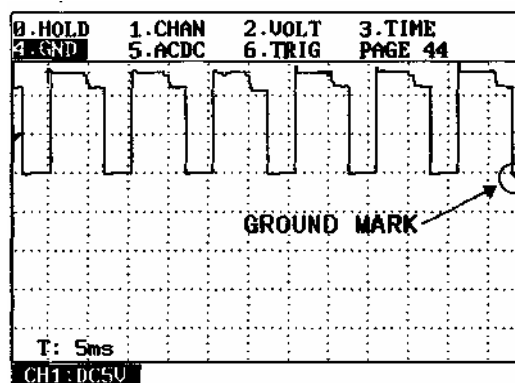 0.HOLD 1.CHAN 2.VOLT 3.TIME
4.GND 5.ACDC 6.TRIG PAGE 44
GROUND MARK
T: 5ms
CH1:DC5V